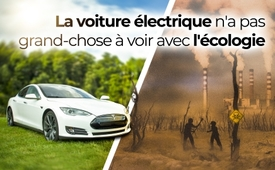 La voiture électrique n'a pas
grand-chose à voir avec l'écologie